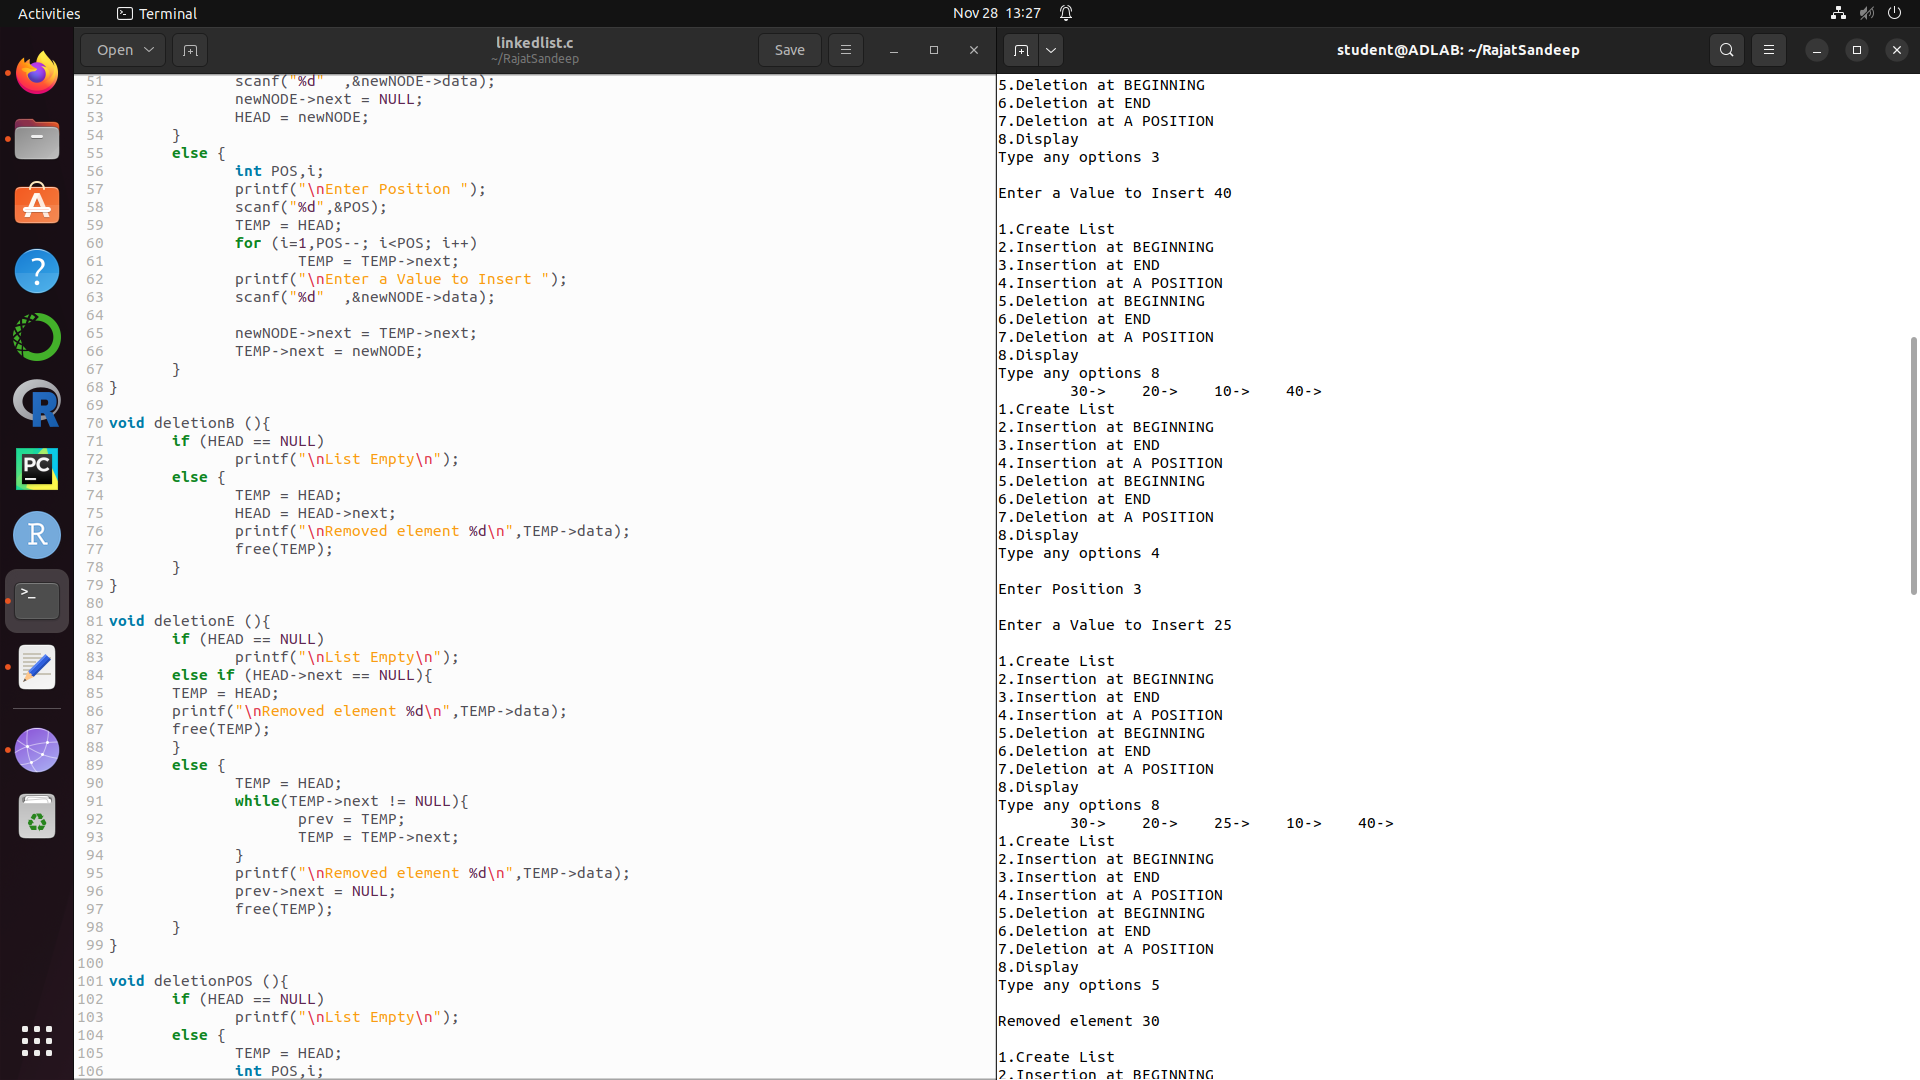 Activities
Terminal
Nov 28 13:27
Open
linkedlist.c
~/RajatSandeep
Save
51 scanf("%d" ,&newNODE->data);
52 newNODE->next = NULL;
53 HEAD = newNODE;
54 }
55 else {
56 int POS,i;
57 printf("\nEnter Position ");
58 scanf("%d",&POS);
59 TEMP = HEAD;
60 for (i=1,POS--; i<POS; i++)
61 TEMP = TEMP->next;
62 printf("\nEnter a Value to Insert ");
63 scanf("%d" ,&newNODE->data);
64
65 newNODE->next = TEMP->next;
66 TEMP->next = newNODE;
67 }
68 }
69
70 void deletionB (){
71 if (HEAD == NULL)
72 printf("\nList Empty\n");
73 else {
74 TEMP = HEAD;
75 HEAD = HEAD->next;
76 printf("\nRemoved element %d\n",TEMP->data);
77 free(TEMP);
78 }
79 }
80
81 void deletionE (){
82 if (HEAD == NULL)
83 printf("\nList Empty\n");
84 else if (HEAD->next == NULL){
85 TEMP = HEAD;
86 printf("\nRemoved element %d\n",TEMP->data);
87 free(TEMP);
88 }
89 else {
90 TEMP = HEAD;
91 while(TEMP->next != NULL){
92 prev = TEMP;
93 TEMP = TEMP->next;
94 }
95 printf("\nRemoved element %d\n",TEMP->data);
96 prev->next = NULL;
97 free(TEMP);
98 }
99 }
100
101 void deletionPOS (){
102 if (HEAD == NULL)
103 printf("\nList Empty\n");
104 else {
105 TEMP = HEAD;
106 int POS,i;
student@ADLAB: ~/RajatSandeep
5.Deletion at BEGINNING
6.Deletion at END
7.Deletion at A POSITION
8.Display
Type any options 3
Enter a Value to Insert 40
1.Create List
2.Insertion at BEGINNING
3.Insertion at END
4.Insertion at A POSITION
5.Deletion at BEGINNING
6.Deletion at END
7.Deletion at A POSITION
8.Display
Type any options 8
30-> 20-> 10-> 40->
1.Create List
2.Insertion at BEGINNING
3.Insertion at END
4.Insertion at A POSITION
5.Deletion at BEGINNING
6.Deletion at END
7.Deletion at A POSITION
8.Display
Type any options 4
Enter Position 3
Enter a Value to Insert 25
1.Create List
2.Insertion at BEGINNING
3.Insertion at END
4.Insertion at A POSITION
5.Deletion at BEGINNING
6.Deletion at END
7.Deletion at A POSITION
8.Display
Type any options 8
30-> 20-> 25-> 10-> 40->
1.Create List
2.Insertion at BEGINNING
3.Insertion at END
4.Insertion at A POSITION
5.Deletion at BEGINNING
6.Deletion at END
7.Deletion at A POSITION
8.Display
Type any options 5
Removed element 30
1.Create List
2.Insertion at BEGINNING
A
?
R
PC
R
>_